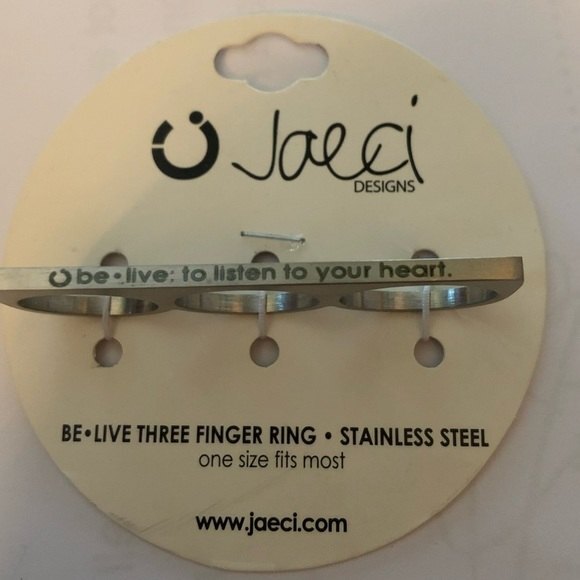 Jaeci
DESIGNS
be•live: to listen to your heart.
BE•LIVE THREE FINGER RING • STAINLESS STEEL
one size fits most
www.jaeci.com